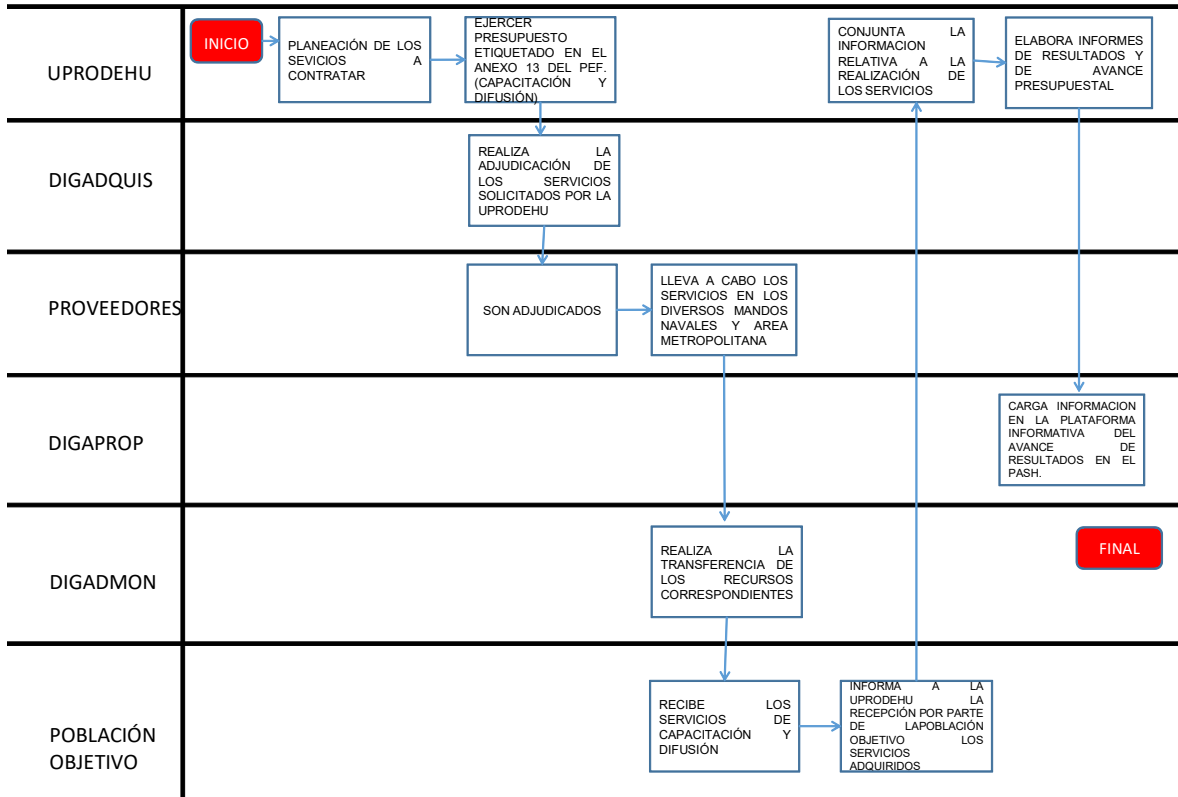 UPRODEHU
INICIO
PLANEACIÓN DE LOS
SEVICIOS A
CONTRATAR
EJERCER
PRESUPUESTO
ETIQUETADO EN EL
ANEXO 13 DEL PEF.
(CAPACITACIÓN Y
DIFUSIÓN)
CONJUNTA LA
INFORMACION
RELATIVA A LA
REALIZACIÓN DE
LOS SERVICIOS
ELABORA INFORMES
DE RESULTADOS Y
DE AVANCE
PRESUPUESTAL
DIGADQUIS
REALIZA LA
ADJUDICACIÓN DE
LOS SERVICIOS
SOLICITADOS POR LA
UPRODEHU
PROVEEDORES
SON ADJUDICADOS
LLEVA A CABO LOS
SERVICIOS EN LOS
DIVERSOS MANDOS
NAVALES Y AREA
METROPOLITANA
DIGAPROP
CARGA INFORMACION
EN LA PLATAFORMA
INFORMATIVA DEL
AVANCE DE
RESULTADOS EN EL
PASH.
DIGADMON
REALIZA LA
TRANSFERENCIA DE
LOS RECURSOS
CORRESPONDIENTES
FINAL
POBLACIÓN
OBJETIVO
RECIBE LOS
SERVICIOS DE
CAPACITACIÓN Y
DIFUSIÓN
INFORMA A LA
UPRODEHU LA
RECEPCIÓN POR PARTE
DE LAPOBLACIÓN
OBJETIVO LOS
SERVICIOS
ADQUIRIDOS